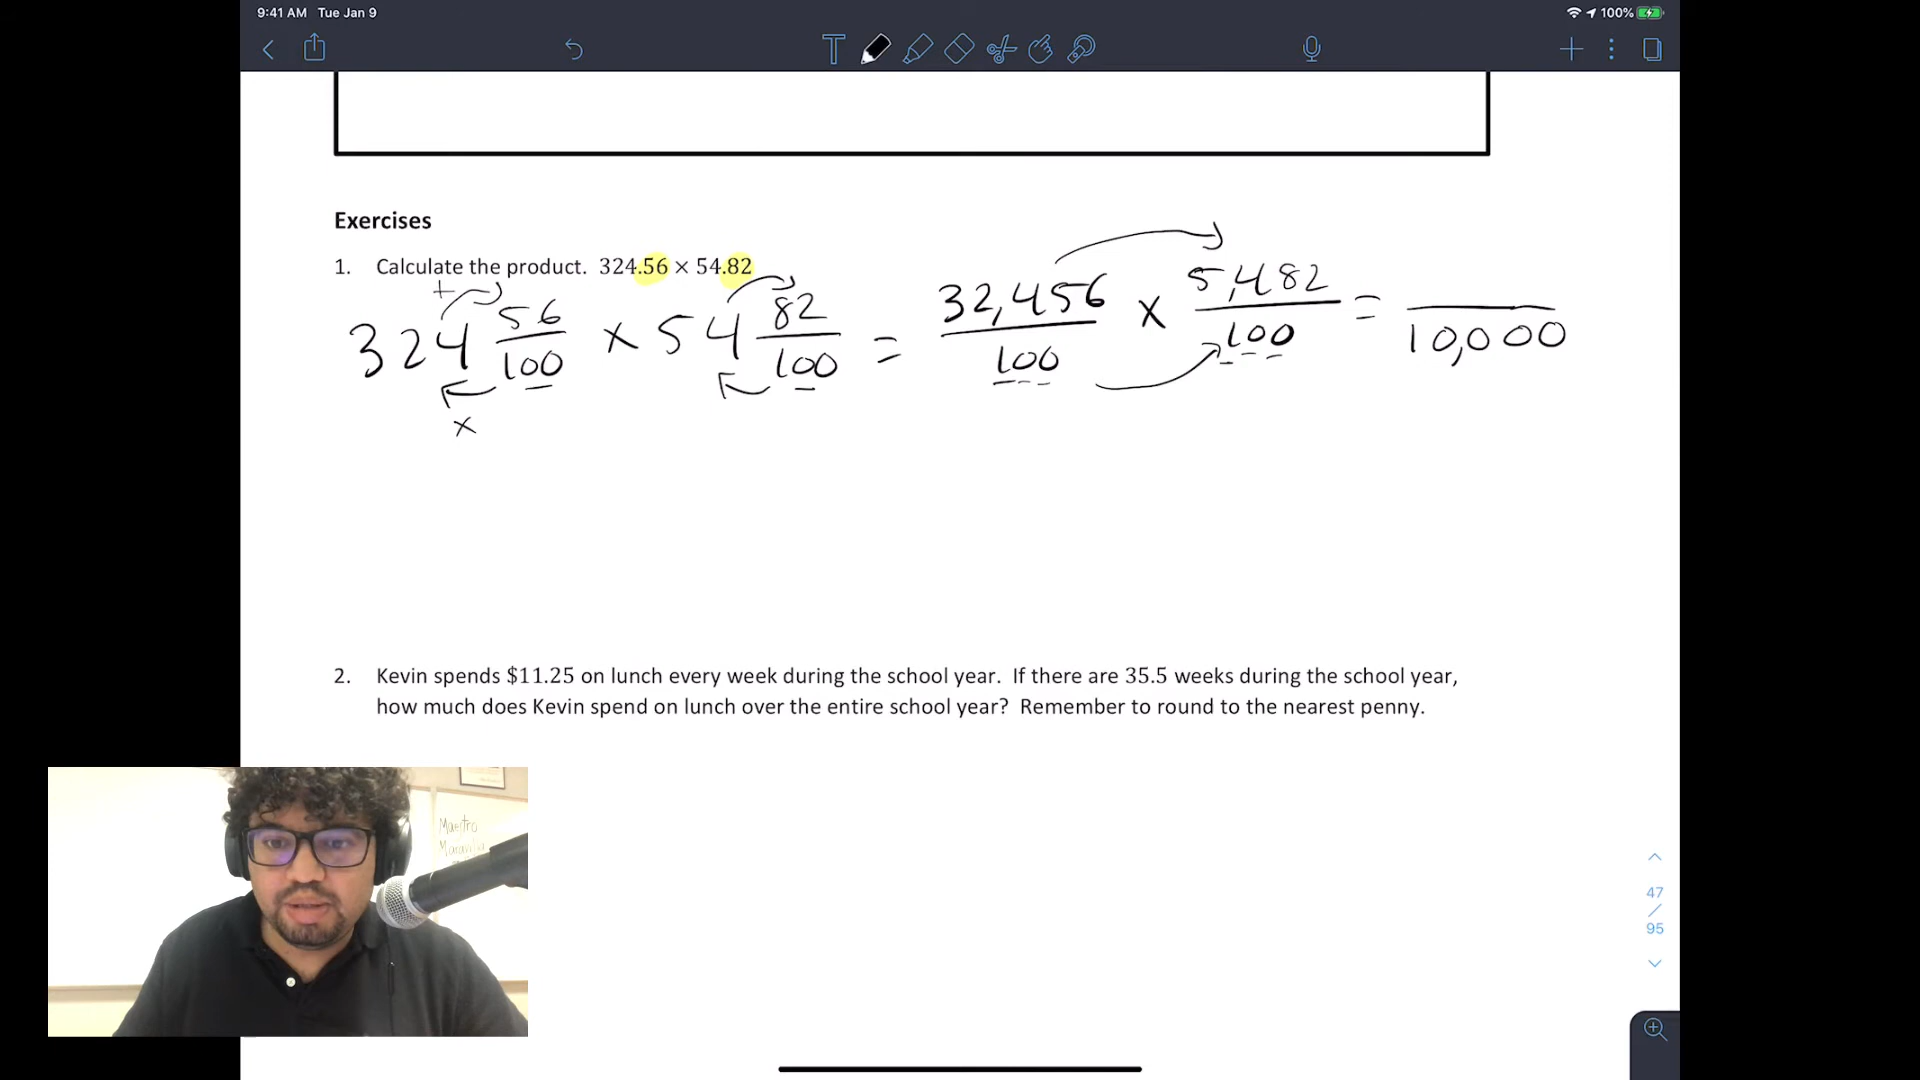 9:41 AM Tue Jan 9
100%
Exercises
1. Calculate the product. 324.56 × 54.82
+
324 56/100 × 54 82/100 = 32,456/100 × 5,482/100 = /10,000
×
2. Kevin spends $11.25 on lunch every week during the school year. If there are 35.5 weeks during the school year,
how much does Kevin spend on lunch over the entire school year? Remember to round to the nearest penny.
Maestro
47
/
95